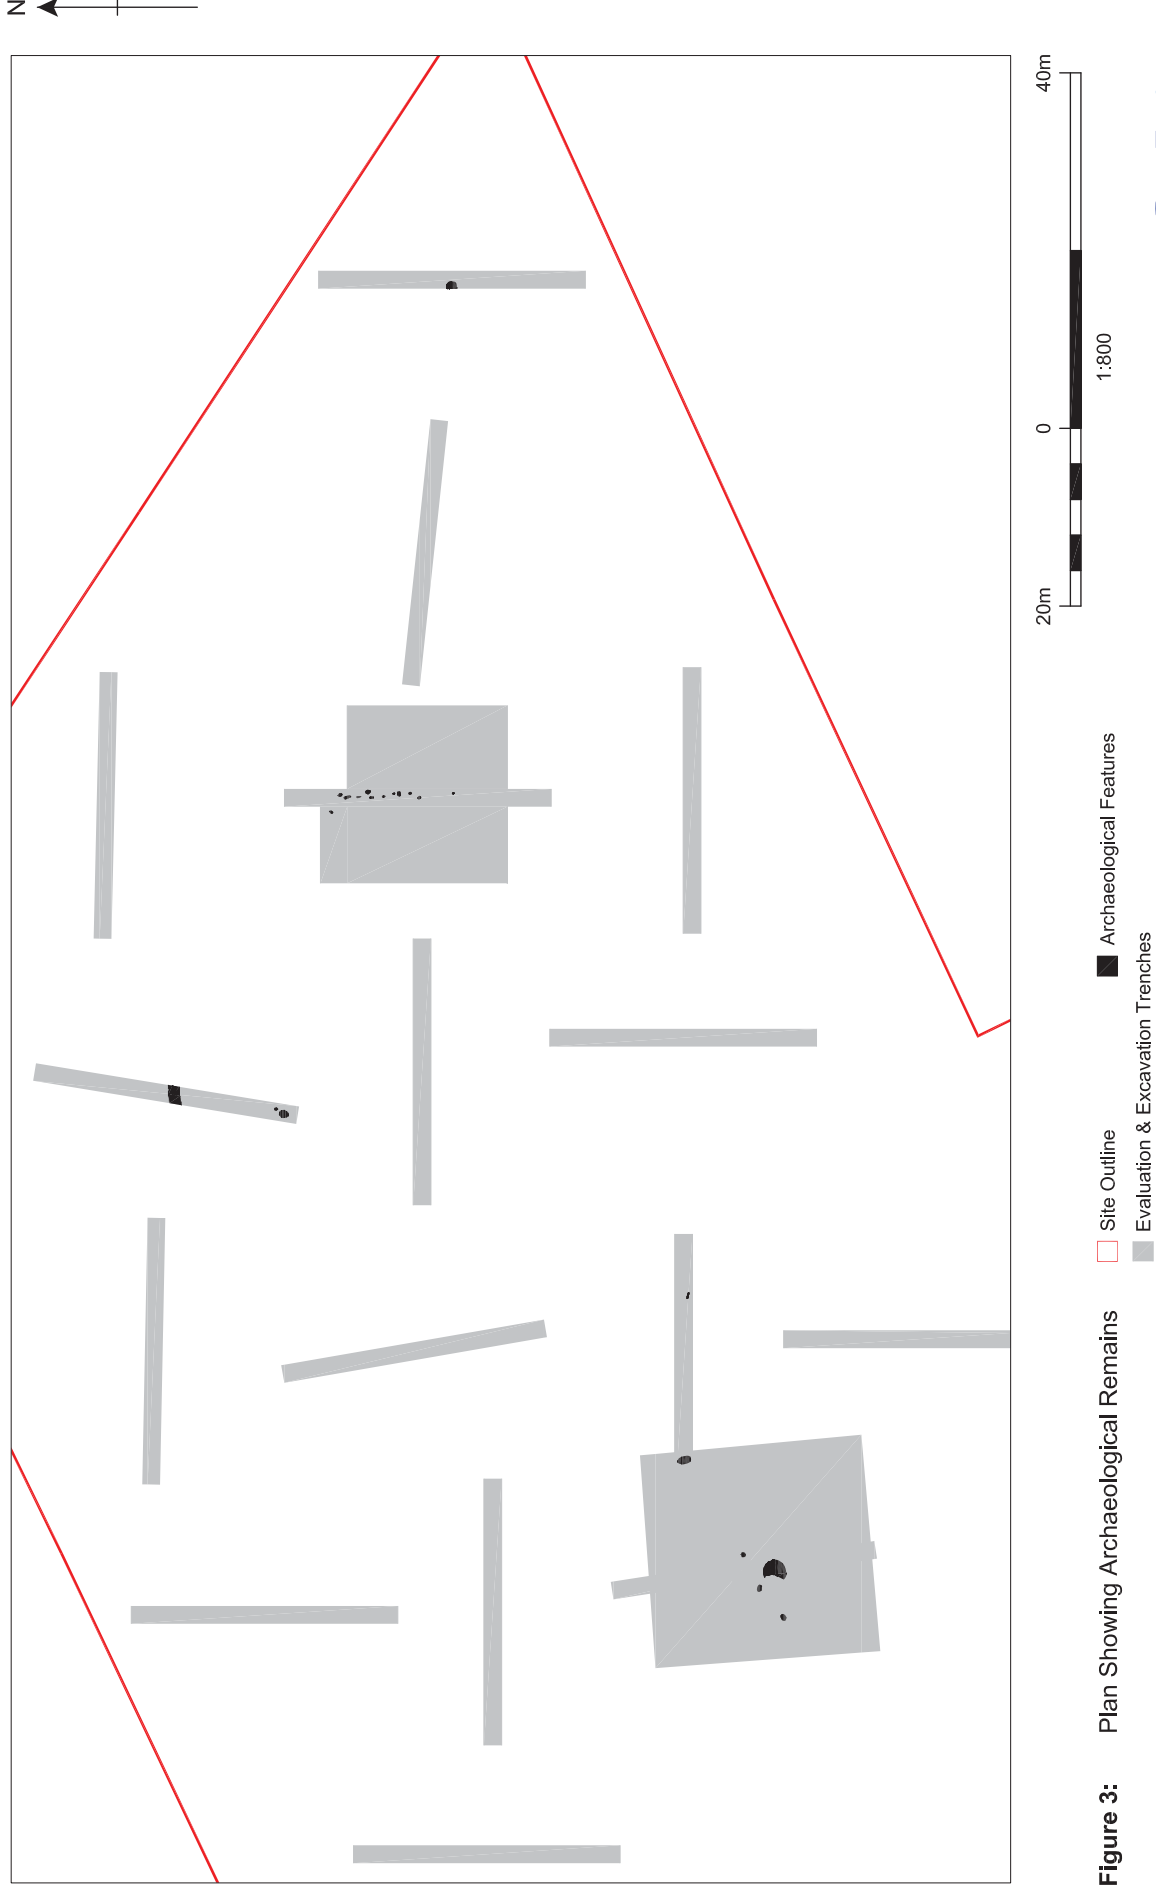 N
20m
0
40m
1:800
Figure 3: Plan Showing Archaeological Remains
Site Outline
Archaeological Features
Evaluation & Excavation Trenches